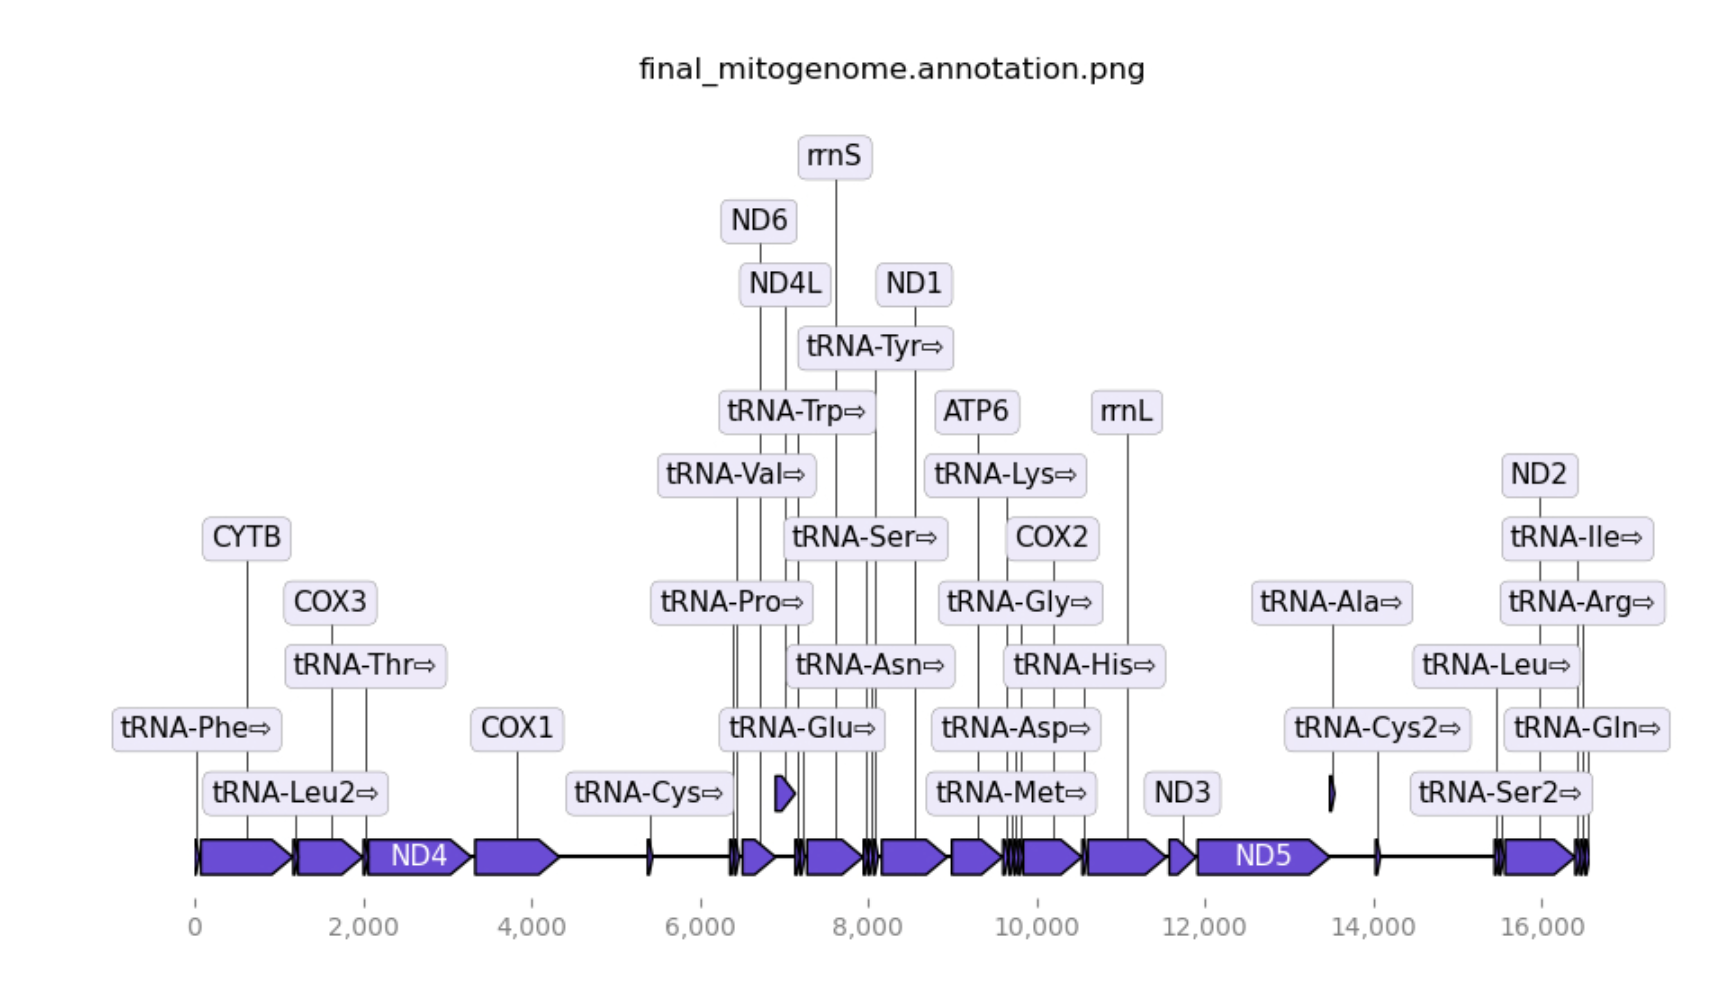 final_mitogenome.annotation.png
rrnS
ND6
ND4L
ND1
tRNA-Tyr⇨
tRNA-Trp⇨
ATP6
rrnL
tRNA-Val⇨
tRNA-Lys⇨
ND2
CYTB
tRNA-Ser⇨
COX2
tRNA-Ile⇨
COX3
tRNA-Pro⇨
tRNA-Gly⇨
tRNA-Ala⇨
tRNA-Arg⇨
tRNA-Thr⇨
tRNA-Asn⇨
tRNA-His⇨
tRNA-Leu⇨
tRNA-Phe⇨
COX1
tRNA-Glu⇨
tRNA-Asp⇨
tRNA-Cys2⇨
tRNA-Gln⇨
tRNA-Leu2⇨
tRNA-Cys⇨
tRNA-Met⇨
ND3
tRNA-Ser2⇨
ND4
ND5
0 2,000 4,000 6,000 8,000 10,000 12,000 14,000 16,000